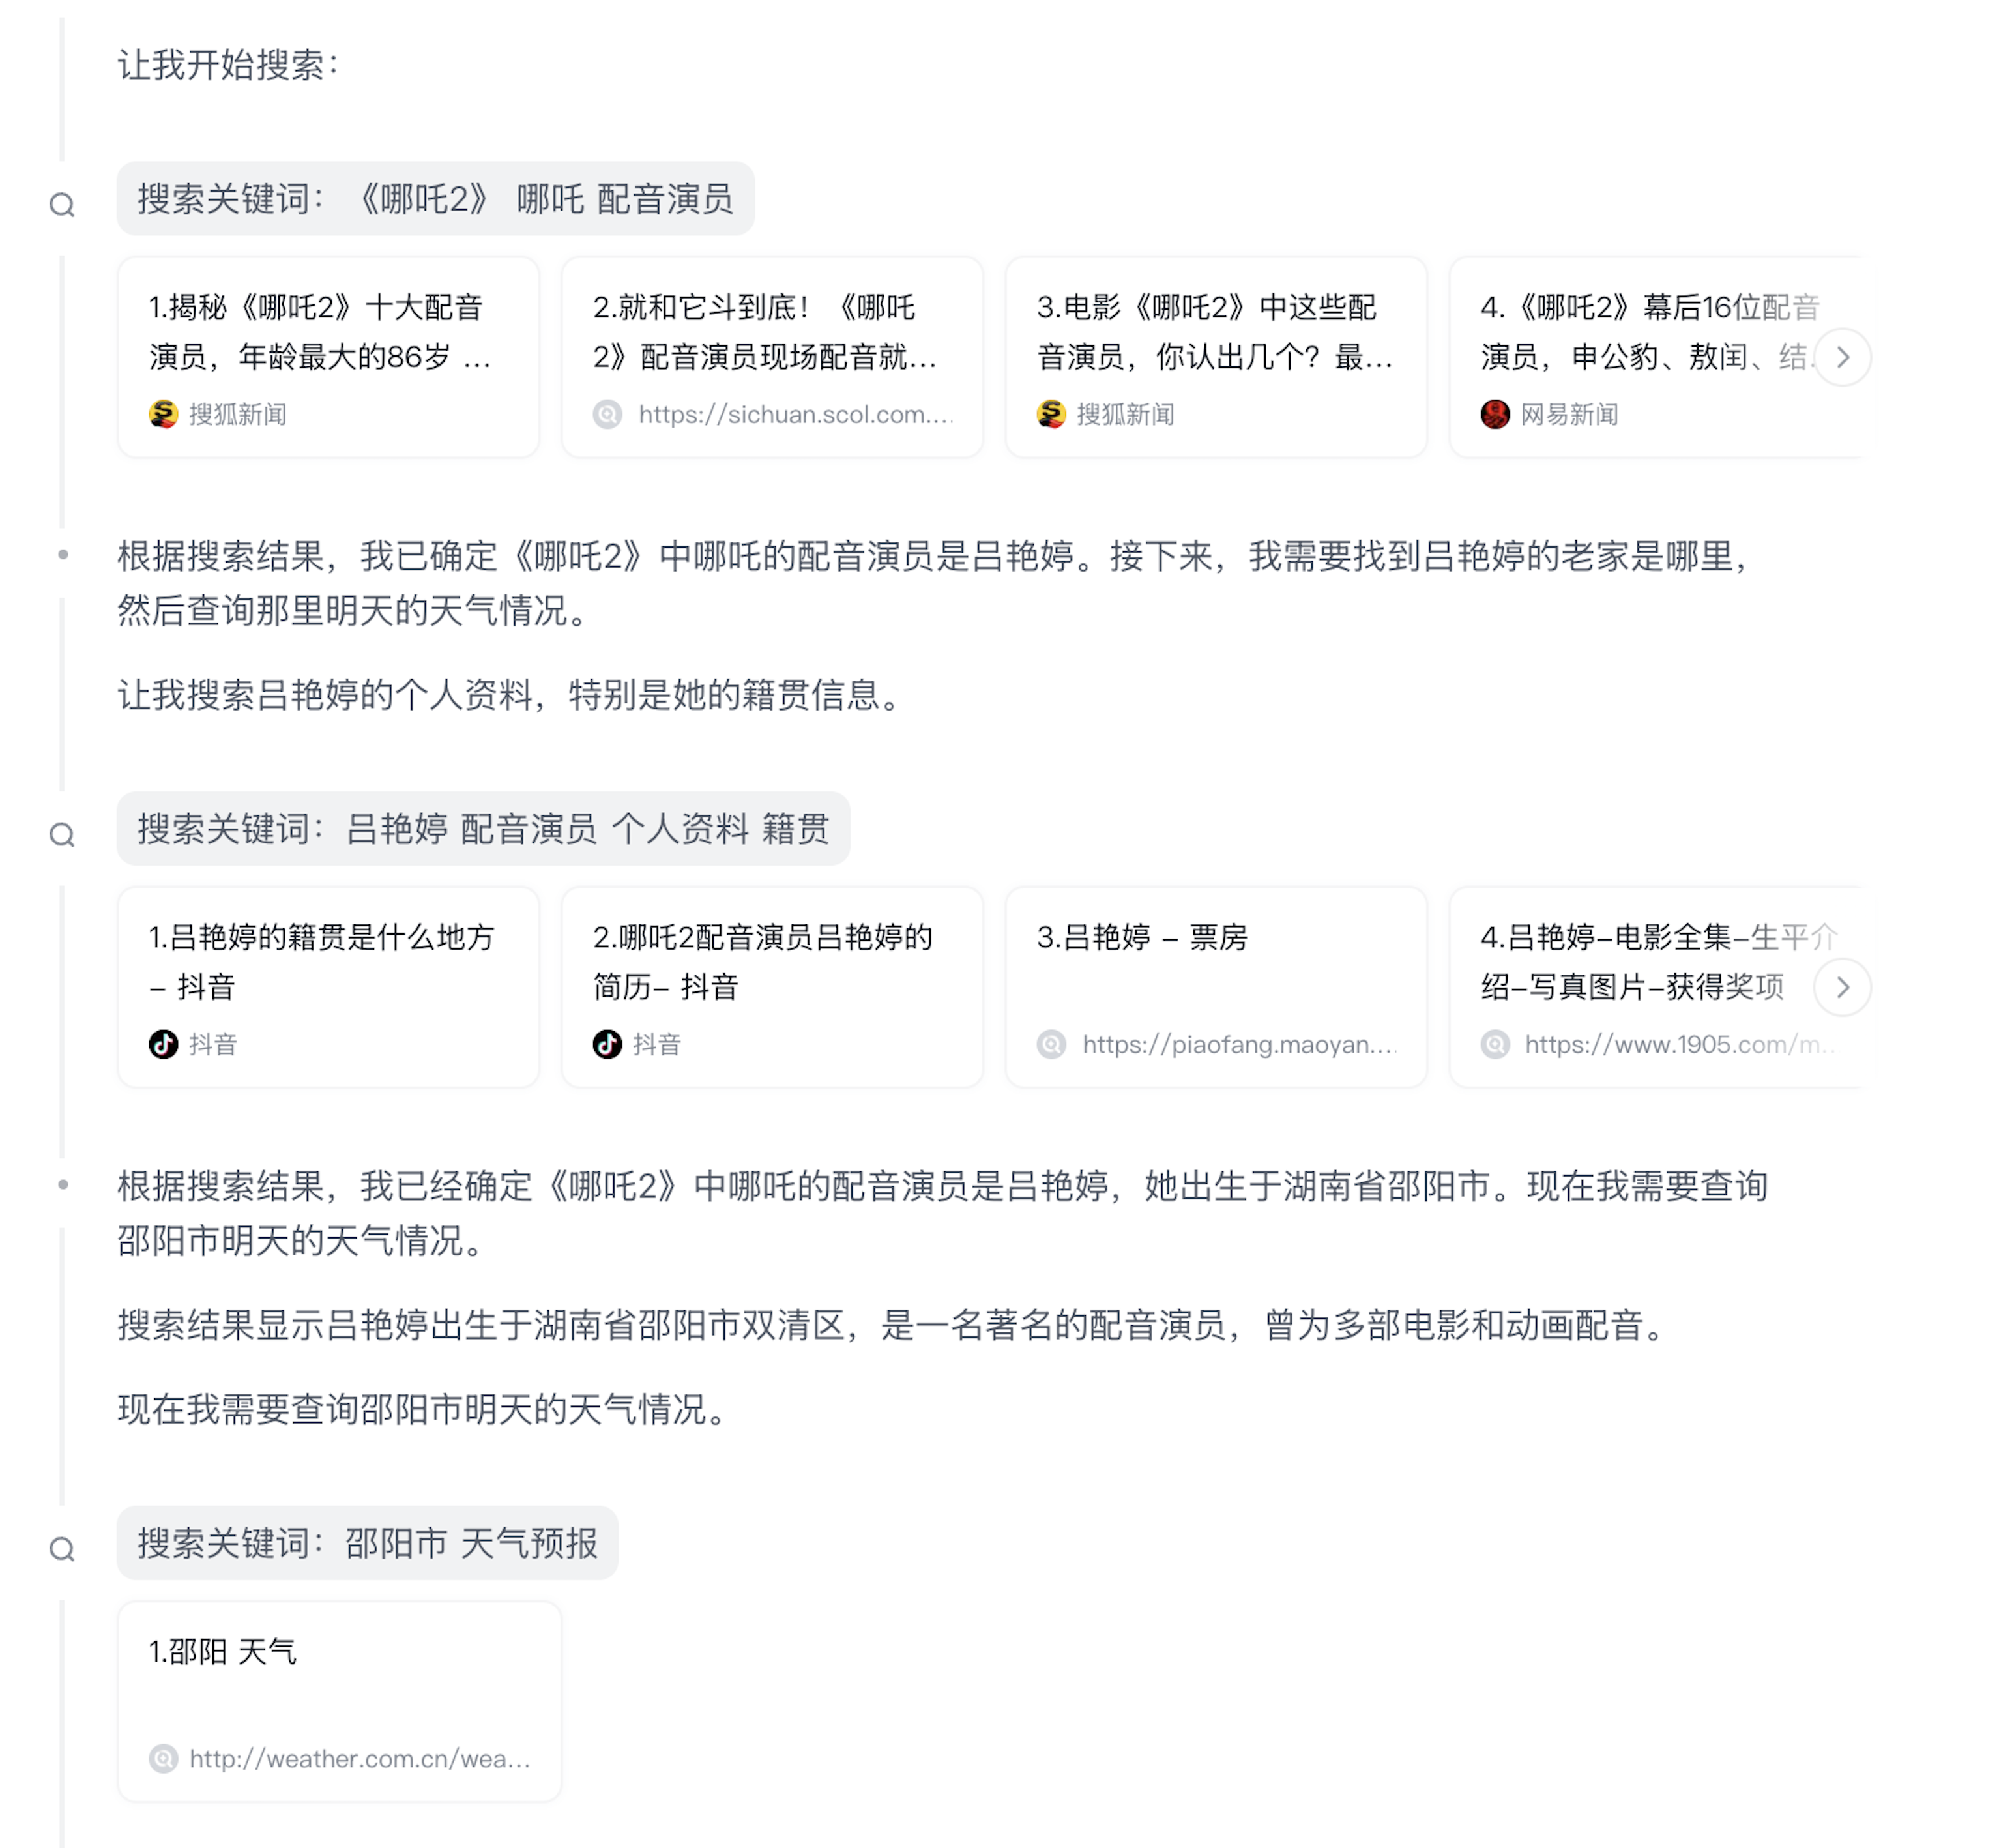 让我开始搜索：
搜索关键词：《哪吒2》 哪吒 配音演员
1.揭秘《哪吒2》十大配音
演员，年龄最大的86岁 ...
搜狐新闻
2.就和它斗到底！《哪吒
2》配音演员现场配音就...
https://sichuan.scol.com....
3.电影《哪吒2》中这些配
音演员，你认出几个？最...
搜狐新闻
4.《哪吒2》幕后16位配音
演员，申公豹、敖闰、结.
网易新闻
根据搜索结果，我已确定《哪吒2》中哪吒的配音演员是吕艳婷。接下来，我需要找到吕艳婷的老家是哪里，
然后查询那里明天的天气情况。
让我搜索吕艳婷的个人资料，特别是她的籍贯信息。
搜索关键词：吕艳婷 配音演员 个人资料 籍贯
1.吕艳婷的籍贯是什么地方
– 抖音
抖音
2.哪吒2配音演员吕艳婷的
简历– 抖音
抖音
3.吕艳婷 – 票房
https://piaofang.maoyan....
4.吕艳婷–电影全集–生平介
绍–写真图片–获得奖项
https://www.1905.com/m..
根据搜索结果，我已经确定《哪吒2》中哪吒的配音演员是吕艳婷，她出生于湖南省邵阳市。现在我需要查询
邵阳市明天的天气情况。
搜索结果显示吕艳婷出生于湖南省邵阳市双清区，是一名著名的配音演员，曾为多部电影和动画配音。
现在我需要查询邵阳市明天的天气情况。
搜索关键词：邵阳市 天气预报
1.邵阳 天气
http://weather.com.cn/wea...